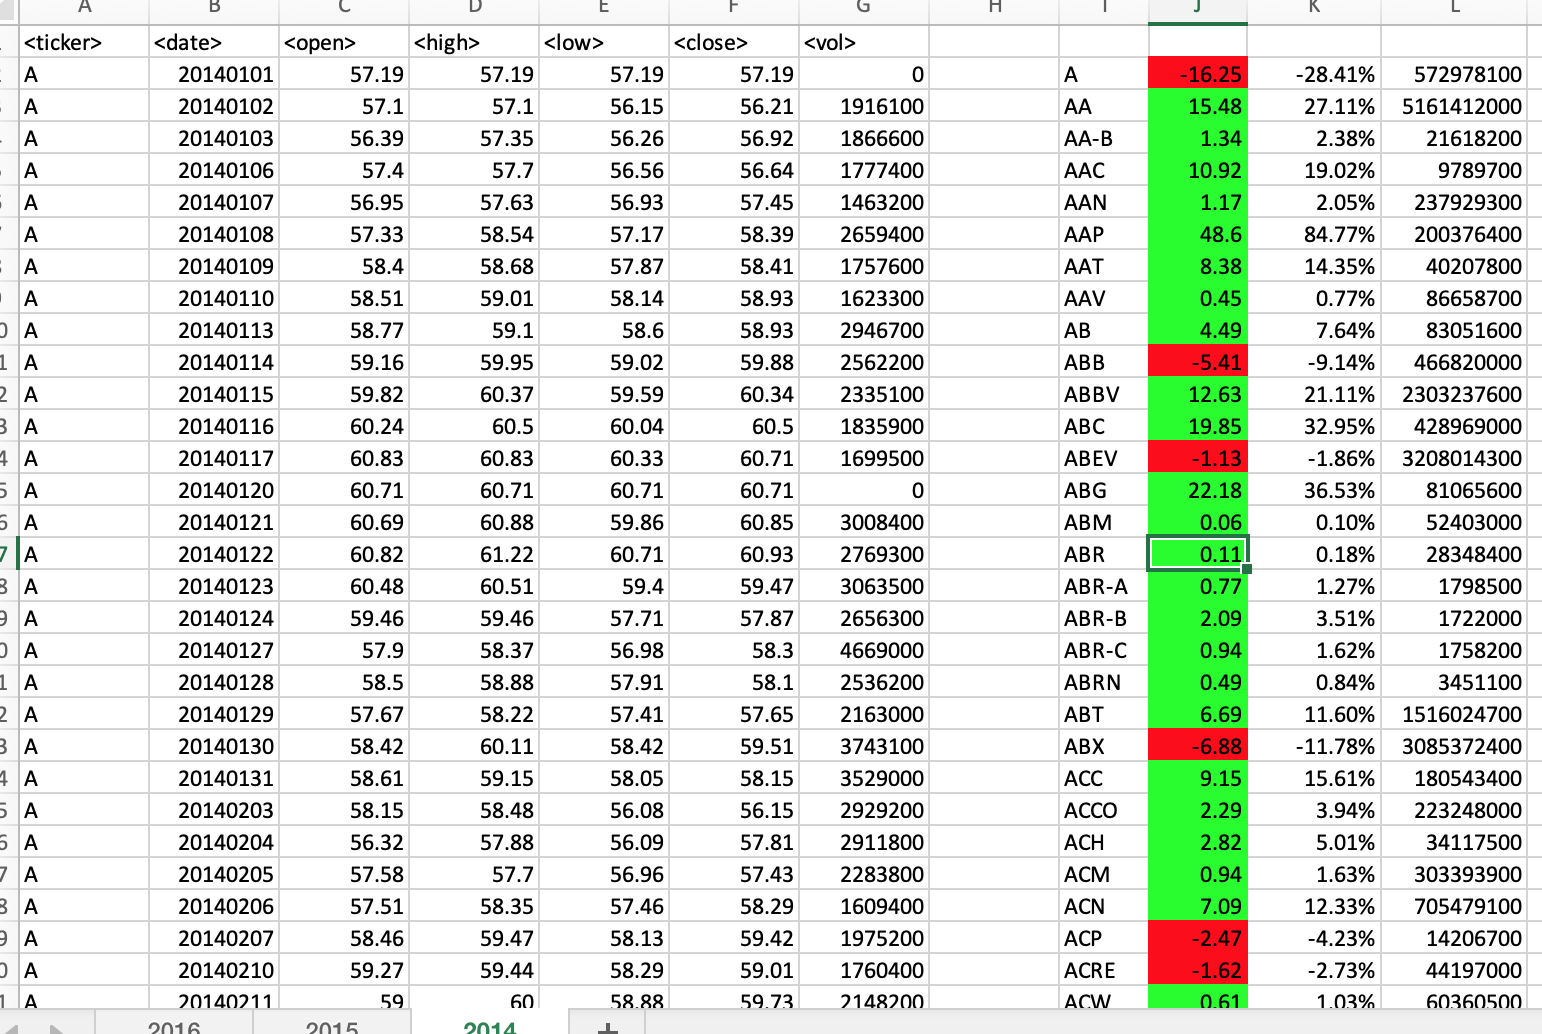 A B C D E F G H I J K L
<ticker> <date> <open> <high> <low> <close> <vol>
A 20140101 57.19 57.19 57.19 57.19 0 A -16.25 -28.41% 572978100
A 20140102 57.1 57.1 56.15 56.21 1916100 AA 15.48 27.11% 5161412000
A 20140103 56.39 57.35 56.26 56.92 1866600 AA-B 1.34 2.38% 21618200
A 20140106 57.4 57.7 56.56 56.64 1777400 AAC 10.92 19.02% 9789700
A 20140107 56.95 57.63 56.93 57.45 1463200 AAN 1.17 2.05% 237929300
A 20140108 57.33 58.54 57.17 58.39 2659400 AAP 48.6 84.77% 200376400
A 20140109 58.4 58.68 57.87 58.41 1757600 AAT 8.38 14.35% 40207800
A 20140110 58.51 59.01 58.14 58.93 1623300 AAV 0.45 0.77% 86658700
A 20140113 58.77 59.1 58.6 58.93 2946700 AB 4.49 7.64% 83051600
A 20140114 59.16 59.95 59.02 59.88 2562200 ABB -5.41 -9.14% 466820000
A 20140115 59.82 60.37 59.59 60.34 2335100 ABBV 12.63 21.11% 2303237600
A 20140116 60.24 60.5 60.04 60.5 1835900 ABC 19.85 32.95% 428969000
A 20140117 60.83 60.83 60.33 60.71 1699500 ABEV -1.13 -1.86% 3208014300
A 20140120 60.71 60.71 60.71 60.71 0 ABG 22.18 36.53% 81065600
A 20140121 60.69 60.88 59.86 60.85 3008400 ABM 0.06 0.10% 52403000
A 20140122 60.82 61.22 60.71 60.93 2769300 ABR 0.11 0.18% 28348400
A 20140123 60.48 60.51 59.4 59.47 3063500 ABR-A 0.77 1.27% 1798500
A 20140124 59.46 59.46 57.71 57.87 2656300 ABR-B 2.09 3.51% 1722000
A 20140127 57.9 58.37 56.98 58.3 4669000 ABR-C 0.94 1.62% 1758200
A 20140128 58.5 58.88 57.91 58.1 2536200 ABRN 0.49 0.84% 3451100
A 20140129 57.67 58.22 57.41 57.65 2163000 ABT 6.69 11.60% 1516024700
A 20140130 58.42 60.11 58.42 59.51 3743100 ABX -6.88 -11.78% 3085372400
A 20140131 58.61 59.15 58.05 58.15 3529000 ACC 9.15 15.61% 180543400
A 20140203 58.15 58.48 56.08 56.15 2929200 ACCO 2.29 3.94% 223248000
A 20140204 56.32 57.88 56.09 57.81 2911800 ACH 2.82 5.01% 34117500
A 20140205 57.58 57.7 56.96 57.43 2283800 ACM 0.94 1.63% 303393900
A 20140206 57.51 58.35 57.46 58.29 1609400 ACN 7.09 12.33% 705479100
A 20140207 58.46 59.47 58.13 59.42 1975200 ACP -2.47 -4.23% 14206700
A 20140210 59.27 59.44 58.29 59.01 1760400 ACRE -1.62 -2.73% 44197000
A 20140211 59 60 58.88 59.73 2148200 ACW 0.61 1.03% 60360500
2016 2015 2014 +